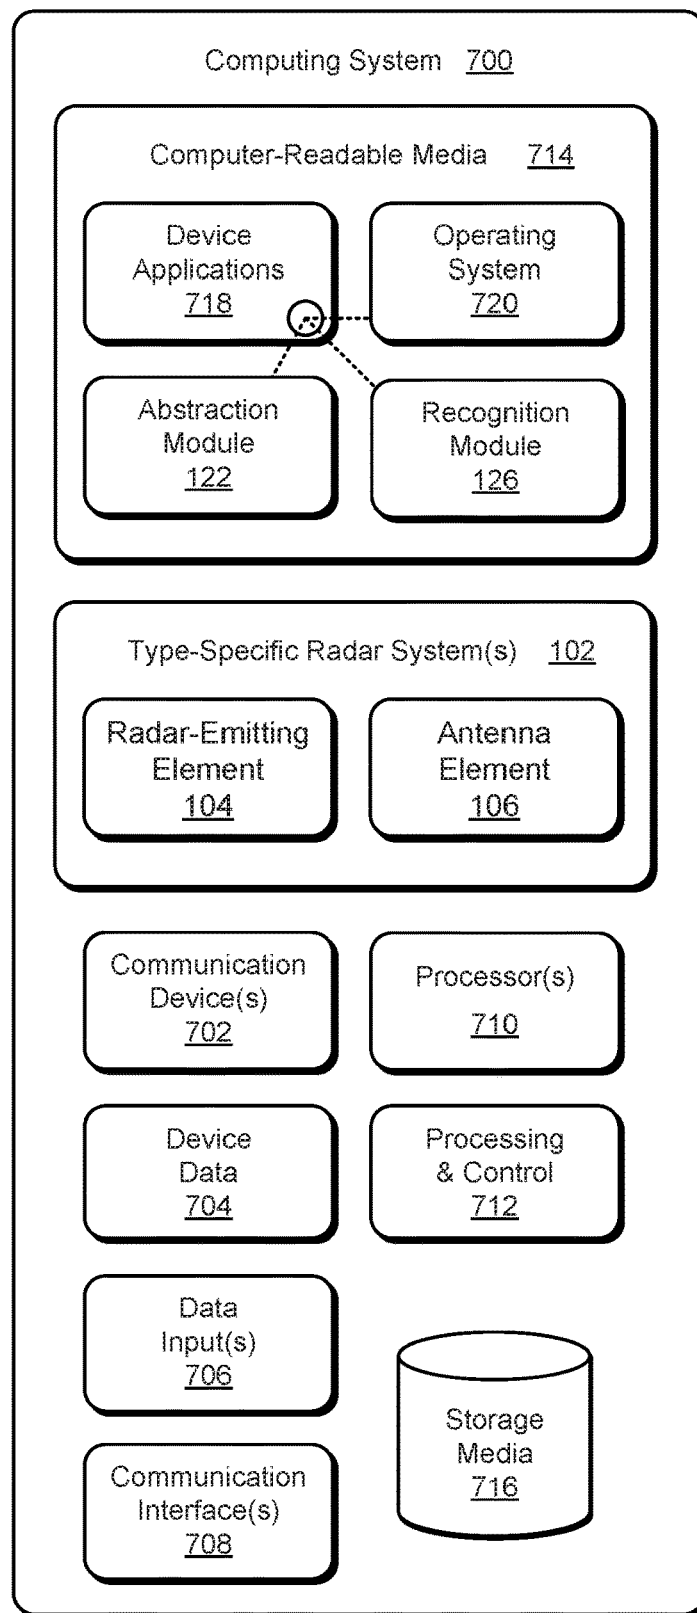 Computing System 700
Computer-Readable Media 714
Device
Applications
718
Operating
System
720
Abstraction
Module
122
Recognition
Module
126
Type-Specific Radar System(s) 102
Radar-Emitting
Element
104
Antenna
Element
106
Communication
Device(s)
702
Processor(s)
710
Device
Data
704
Processing
& Control
712
Data
Input(s)
706
Storage
Media
716
Communication
Interface(s)
708